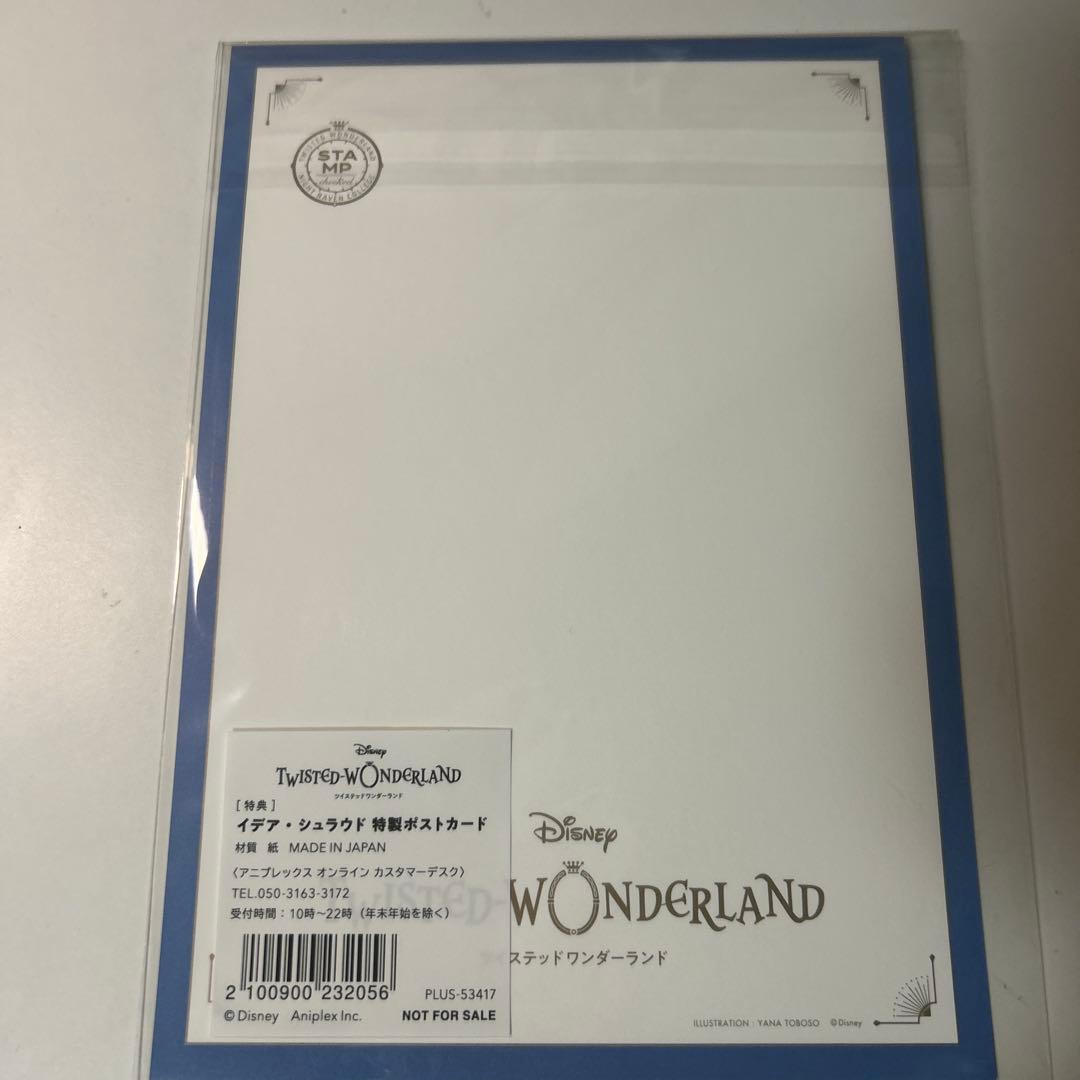 TWISTED WONDERLAND
STA
MP
checked
NIGHT RAVEN COLLEGE
Disney
TWISTED-WONDERLAND
ツイステッドワンダーランド
[特典]
イデア・シュラウド 特製ポストカード
材質 紙 MADE IN JAPAN
〈アニプレックス オンライン カスタマーデスク〉
TEL.050-3163-3172
受付時間：10時～22時（年末年始を除く）
2 100900 232056
PLUS-53417
©Disney Aniplex Inc.
NOT FOR SALE
Disney
TWISTED-WONDERLAND
ステッドワンダーランド
ILLUSTRATION : YANA TOBOSO ©Disney